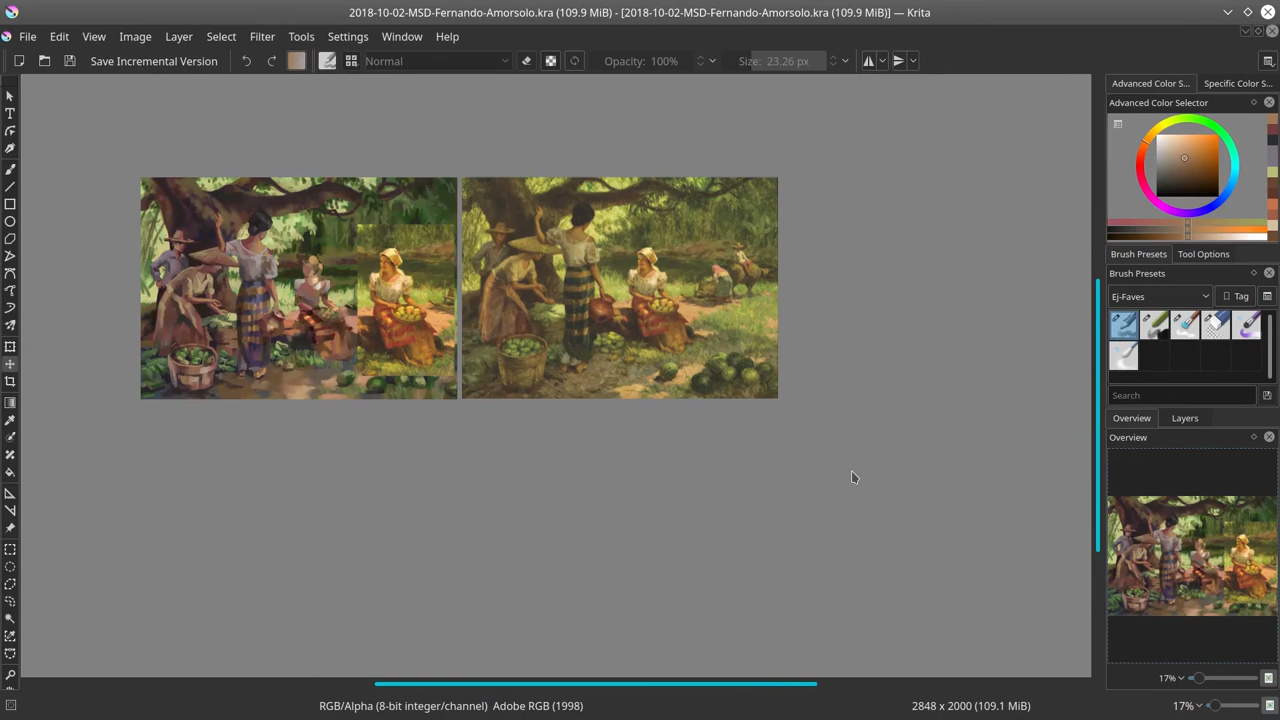 2018-10-02-MSD-Fernando-Amorsolo.kra (109.9 MiB) - [2018-10-02-MSD-Fernando-Amorsolo.kra (109.9 MiB)] — Krita
File Edit View Image Layer Select Filter Tools Settings Window Help
Save Incremental Version Normal Opacity: 100% Size: 23.26 px
Advanced Color S... Specific Color S...
Advanced Color Selector
Brush Presets Tool Options
Brush Presets
Ej-Faves Tag
Search
Overview Layers
Overview
17%
RGB/Alpha (8-bit integer/channel) Adobe RGB (1998) 2848 x 2000 (109.1 MiB) 17%